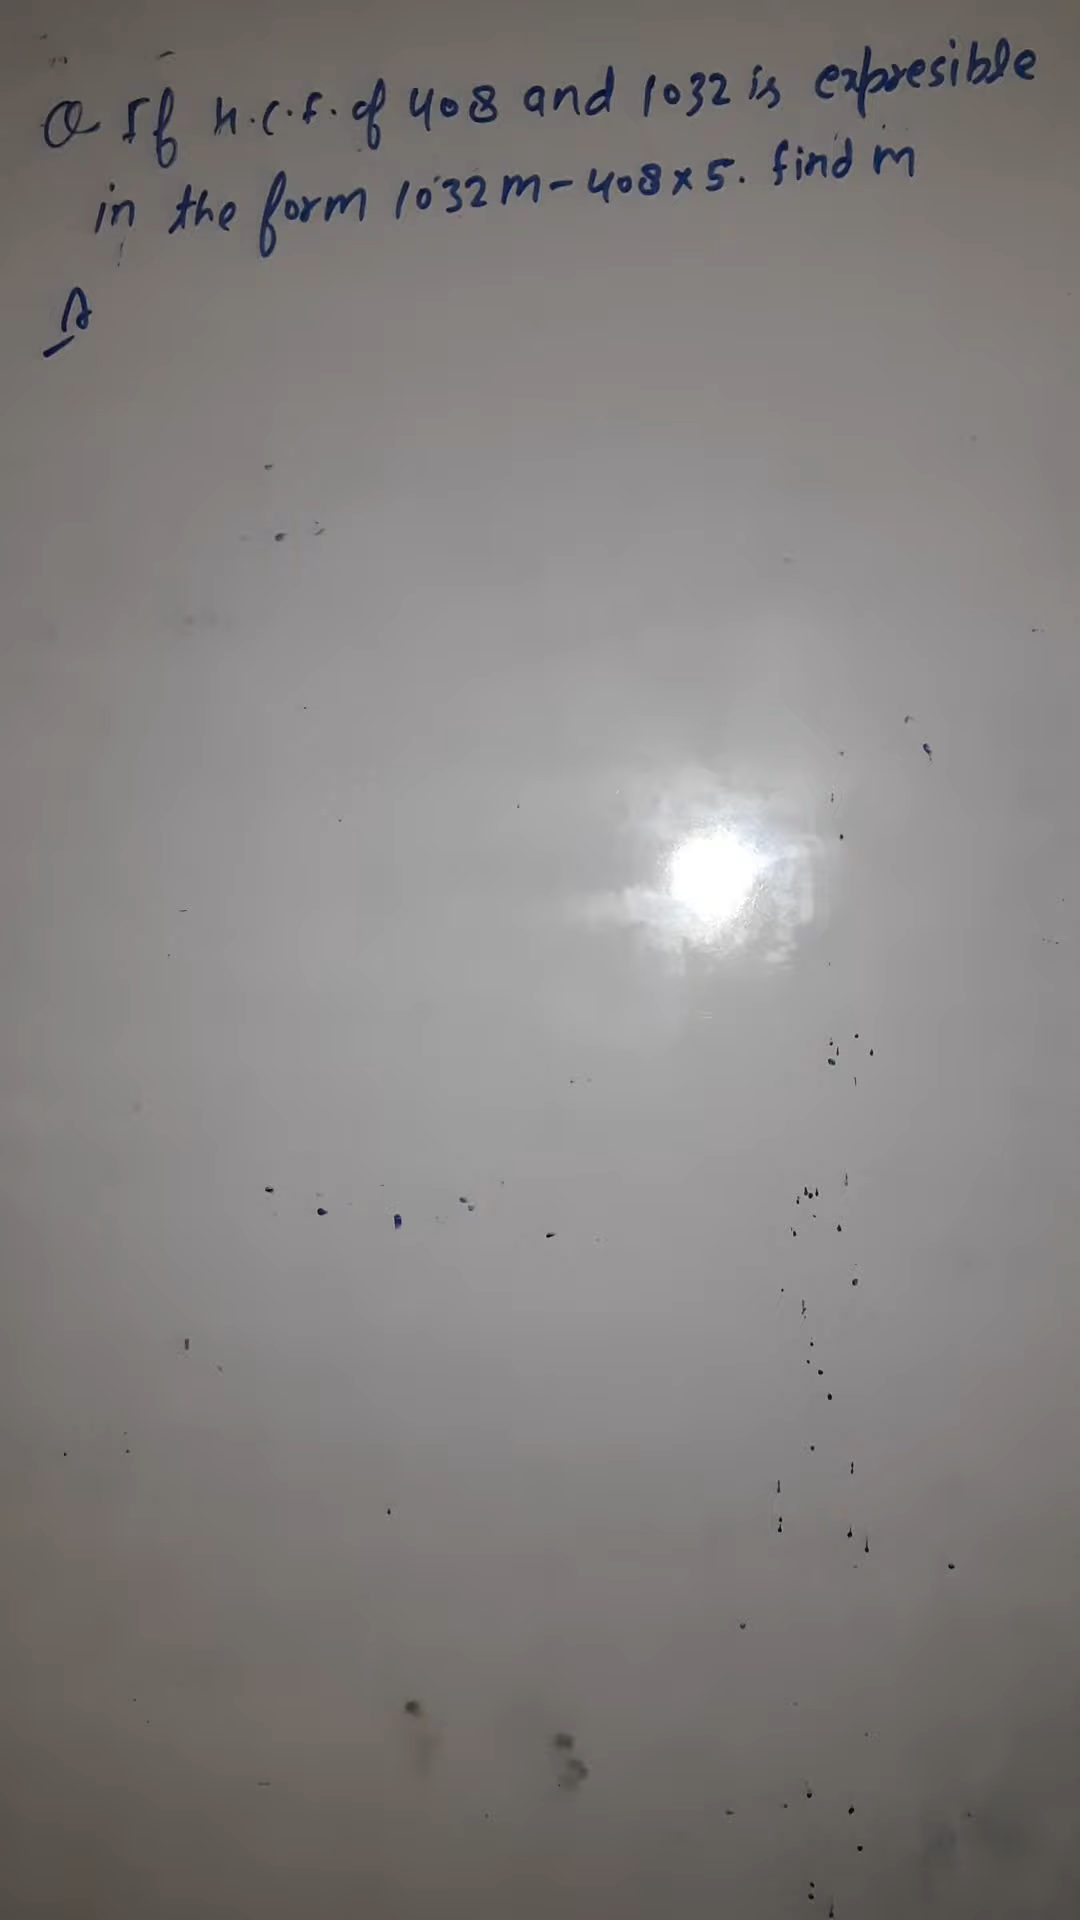 Q If H.C.F. of 408 and 1032 is expresible
in the form 1032m-408x5. find m
A